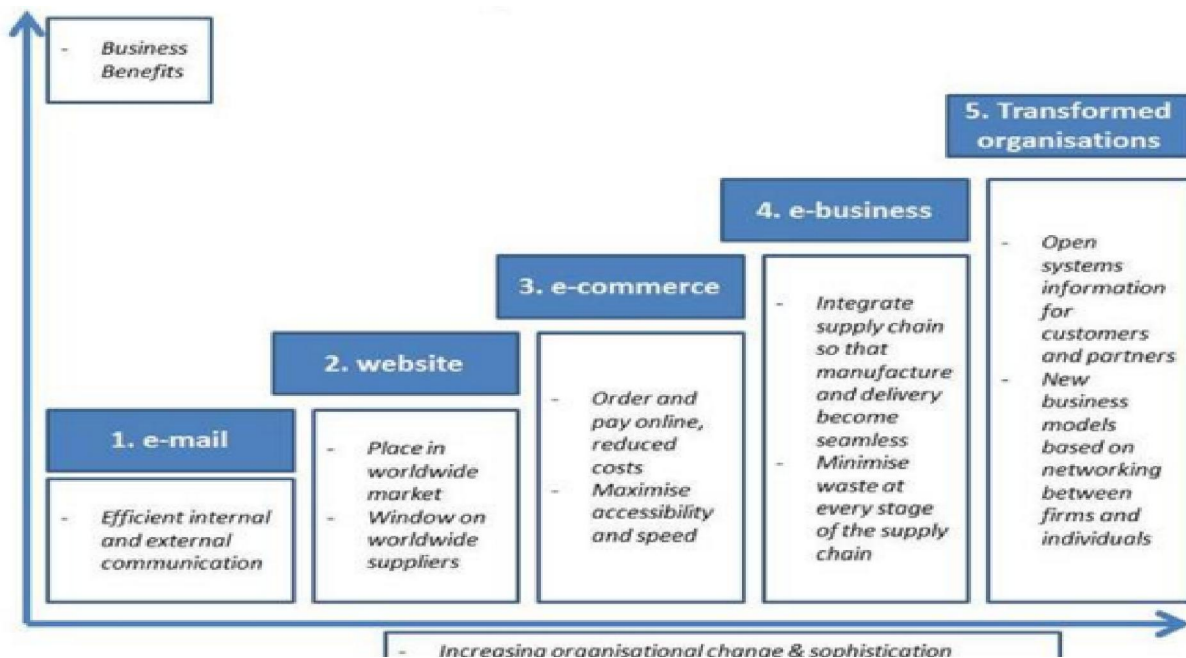 - Business
Benefits
5. Transformed
organisations
4. e-business
3. e-commerce
2. website
1. e-mail
- Efficient internal
and external
communication
- Place in
worldwide
market
- Window on
worldwide
suppliers
- Order and
pay online,
reduced
costs
- Maximise
accessibility
and speed
- Integrate
supply chain
so that
manufacture
and delivery
become
seamless
- Minimise
waste at
every stage
of the supply
chain
- Open
systems
information
for
customers
and partners
- New
business
models
based on
networking
between
firms and
individuals
- Increasing organisational change & sophistication